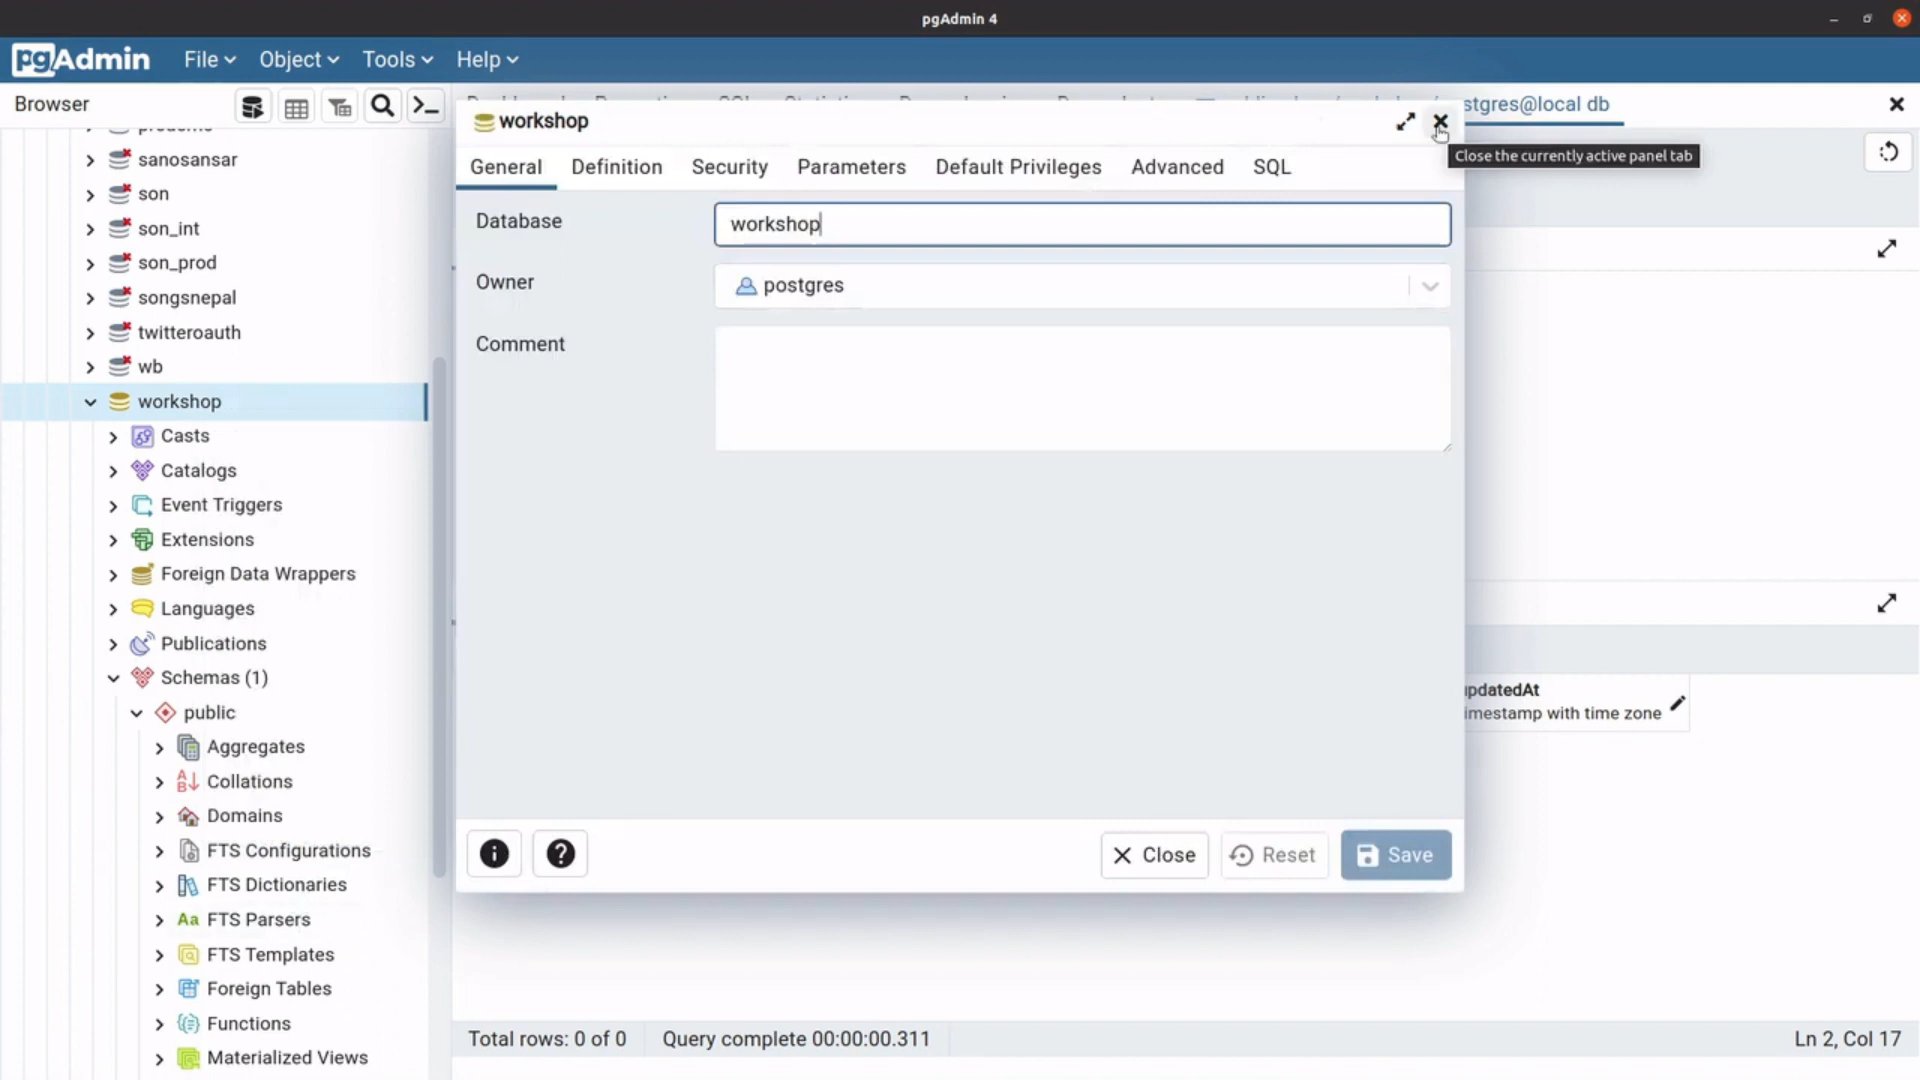 pgAdmin 4
pgAdmin File Object Tools Help
Browser
stgres@local db
workshop
Close the currently active panel tab
General Definition Security Parameters Default Privileges Advanced SQL
Database workshop
Owner postgres
Comment
sanosansar
son
son_int
son_prod
songsnepal
twitteroauth
wb
workshop
Casts
Catalogs
Event Triggers
Extensions
Foreign Data Wrappers
Languages
Publications
Schemas (1)
public
Aggregates
Collations
Domains
FTS Configurations
FTS Dictionaries
Aa FTS Parsers
FTS Templates
Foreign Tables
Functions
Materialized Views
updatedAt
timestamp with time zone
Close Reset Save
Total rows: 0 of 0 Query complete 00:00:00.311 Ln 2, Col 17